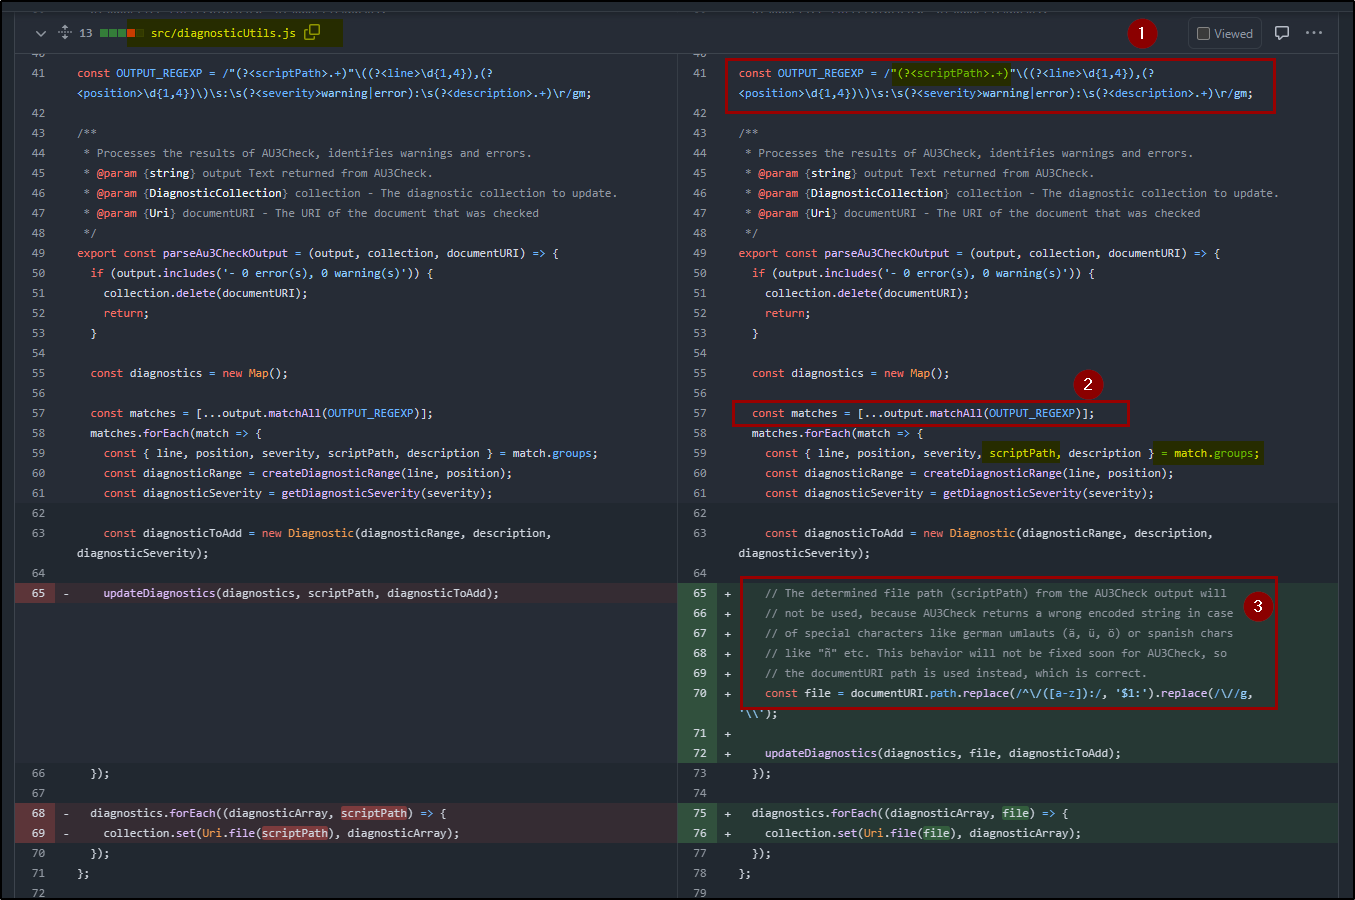 13 src/diagnosticUtils.js
1
Viewed
40
41 const OUTPUT_REGEXP = /"(?<scriptPath>.+)"\((?<line>\d{1,4}),(?
<position>\d{1,4})\)\s:\s(?<severity>warning|error):\s(?<description>.+)\r/gm;
42
43 /**
44 * Processes the results of AU3Check, identifies warnings and errors.
45 * @param {string} output Text returned from AU3Check.
46 * @param {DiagnosticCollection} collection - The diagnostic collection to update.
47 * @param {Uri} documentURI - The URI of the document that was checked
48 */
49 export const parseAu3CheckOutput = (output, collection, documentURI) => {
50 if (output.includes('- 0 error(s), 0 warning(s)')) {
51 collection.delete(documentURI);
52 return;
53 }
54
55 const diagnostics = new Map();
56
57 const matches = [...output.matchAll(OUTPUT_REGEXP)];
58 matches.forEach(match => {
59 const { line, position, severity, scriptPath, description } = match.groups;
60 const diagnosticRange = createDiagnosticRange(line, position);
61 const diagnosticSeverity = getDiagnosticSeverity(severity);
62
63 const diagnosticToAdd = new Diagnostic(diagnosticRange, description,
diagnosticSeverity);
64
65 - updateDiagnostics(diagnostics, scriptPath, diagnosticToAdd);
66 });
67
68 - diagnostics.forEach((diagnosticArray, scriptPath) => {
69 - collection.set(Uri.file(scriptPath), diagnosticArray);
70 });
71 };
72
40
41 const OUTPUT_REGEXP = /"(?<scriptPath>.+)"\((?<line>\d{1,4}),(?
<position>\d{1,4})\)\s:\s(?<severity>warning|error):\s(?<description>.+)\r/gm;
42
43 /**
44 * Processes the results of AU3Check, identifies warnings and errors.
45 * @param {string} output Text returned from AU3Check.
46 * @param {DiagnosticCollection} collection - The diagnostic collection to update.
47 * @param {Uri} documentURI - The URI of the document that was checked
48 */
49 export const parseAu3CheckOutput = (output, collection, documentURI) => {
50 if (output.includes('- 0 error(s), 0 warning(s)')) {
51 collection.delete(documentURI);
52 return;
53 }
54
55 const diagnostics = new Map();
56
2
57 const matches = [...output.matchAll(OUTPUT_REGEXP)];
58 matches.forEach(match => {
59 const { line, position, severity, scriptPath, description } = match.groups;
60 const diagnosticRange = createDiagnosticRange(line, position);
61 const diagnosticSeverity = getDiagnosticSeverity(severity);
62
63 const diagnosticToAdd = new Diagnostic(diagnosticRange, description,
diagnosticSeverity);
64
65 + // The determined file path (scriptPath) from the AU3Check output will
3
66 + // not be used, because AU3Check returns a wrong encoded string in case
67 + // of special characters like german umlauts (ä, ü, ö) or spanish chars
68 + // like "ñ" etc. This behavior will not be fixed soon for AU3Check, so
69 + // the documentURI path is used instead, which is correct.
70 + const file = documentURI.path.replace(/^\/([a-z]):/, '$1:').replace(/\//g,
'\\');
71 +
72 + updateDiagnostics(diagnostics, file, diagnosticToAdd);
73 });
74
75 + diagnostics.forEach((diagnosticArray, file) => {
76 + collection.set(Uri.file(file), diagnosticArray);
77 });
78 };
79